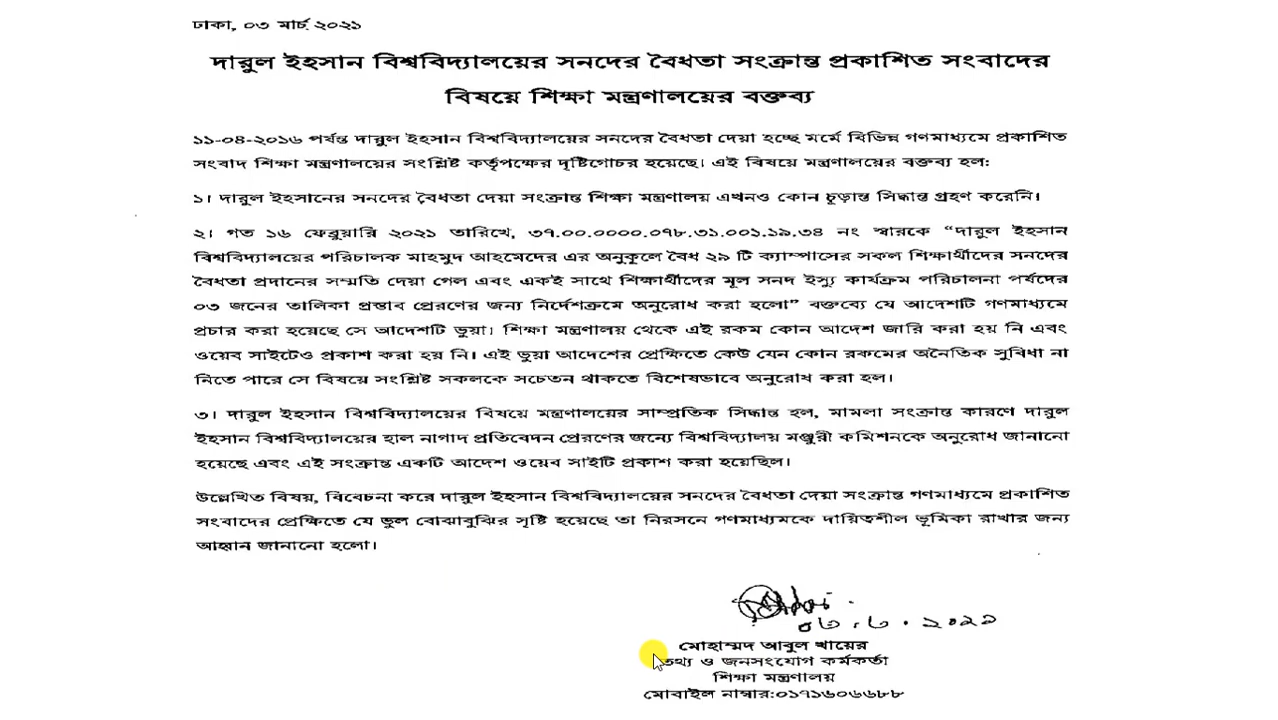 ঢাকা, ০৩ মার্চ ২০২১
দারুল ইহসান বিশ্ববিদ্যালয়ের সনদের বৈধতা সংক্রান্ত প্রকাশিত সংবাদের
বিষয়ে শিক্ষা মন্ত্রণালয়ের বক্তব্য
১১-০৪-২০১৬ পর্যন্ত দারুল ইহসান বিশ্ববিদ্যালয়ের সনদের বৈধতা দেয়া হচ্ছে মর্মে বিভিন্ন গণমাধ্যমে প্রকাশিত
সংবাদ শিক্ষা মন্ত্রণালয়ের সংশ্লিষ্ট কর্তৃপক্ষের দৃষ্টিগোচর হয়েছে। এই বিষয়ে মন্ত্রণালয়ের বক্তব্য হল:
১। দারুল ইহসানের সনদের বৈধতা দেয়া সংক্রান্ত শিক্ষা মন্ত্রণালয় এখনও কোন চূড়ান্ত সিদ্ধান্ত গ্রহণ করেনি।
২। গত ১৬ ফেব্রুয়ারি ২০২১ তারিখে, ৩৭.০০.০০০০.০৭৮.৩১.০০১.১৯.৩৪ নং স্মারকে “দারুল ইহসান
বিশ্ববিদ্যালয়ের পরিচালক মাহমুদ আহমেদের এর অনুকুলে বৈধ ২৯ টি ক্যাম্পাসের সকল শিক্ষার্থীদের সনদের
বৈধতা প্রদানের সম্মতি দেয়া গেল এবং একই সাথে শিক্ষার্থীদের মূল সনদ ইস্যু কার্যক্রম পরিচালনা পর্ষদের
০৩ জনের তালিকা প্রস্তাব প্রেরণের জন্য নির্দেশক্রমে অনুরোধ করা হলো” বক্তব্যে যে আদেশটি গণমাধ্যমে
প্রচার করা হয়েছে সে আদেশটি ভুয়া। শিক্ষা মন্ত্রণালয় থেকে এই রকম কোন আদেশ জারি করা হয় নি এবং
ওয়েব সাইটেও প্রকাশ করা হয় নি। এই ভুয়া আদেশের প্রেক্ষিতে কেউ যেন কোন রকমের অনৈতিক সুবিধা না
নিতে পারে সে বিষয়ে সংশ্লিষ্ট সকলকে সচেতন থাকতে বিশেষভাবে অনুরোধ করা হল।
৩। দারুল ইহসান বিশ্ববিদ্যালয়ের বিষয়ে মন্ত্রণালয়ের সাম্প্রতিক সিদ্ধান্ত হল, মামলা সংক্রান্ত কারণে দারুল
ইহসান বিশ্ববিদ্যালয়ের হাল নাগাদ প্রতিবেদন প্রেরণের জন্যে বিশ্ববিদ্যালয় মঞ্জুরী কমিশনকে অনুরোধ জানানো
হয়েছে এবং এই সংক্রান্ত একটি আদেশ ওয়েব সাইটি প্রকাশ করা হয়েছিল।
উল্লেখিত বিষয়, বিবেচনা করে দারুল ইহসান বিশ্ববিদ্যালয়ের সনদের বৈধতা দেয়া সংক্রান্ত গণমাধ্যমে প্রকাশিত
সংবাদের প্রেক্ষিতে যে ভুল বোঝাবুঝির সৃষ্টি হয়েছে তা নিরসনে গণমাধ্যমকে দায়িত্বশীল ভূমিকা রাখার জন্য
আহ্বান জানানো হলো।
০৩.৩.২০২১
মোহাম্মদ আবুল খায়ের
তথ্য ও জনসংযোগ কর্মকর্তা
শিক্ষা মন্ত্রণালয়
মোবাইল নাম্বার:০১৭১৬০৬৬৮৮